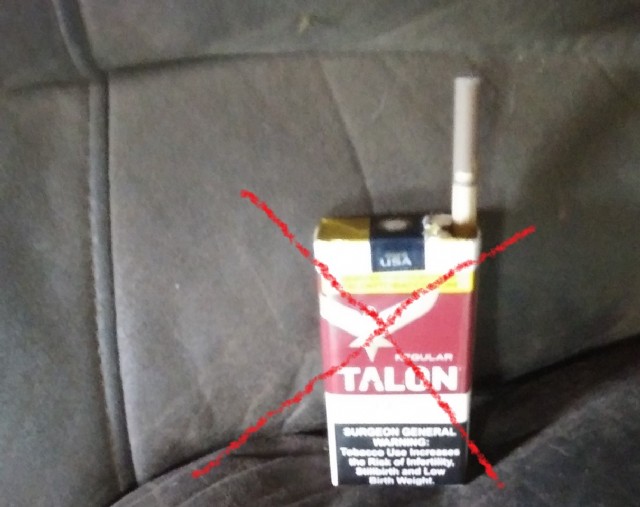 USA
REGULAR
TALON
SURGEON GENERAL
WARNING:
Tobacco Use Increases
the Risk of Infertility,
Stillbirth and Low
Birth Weight.